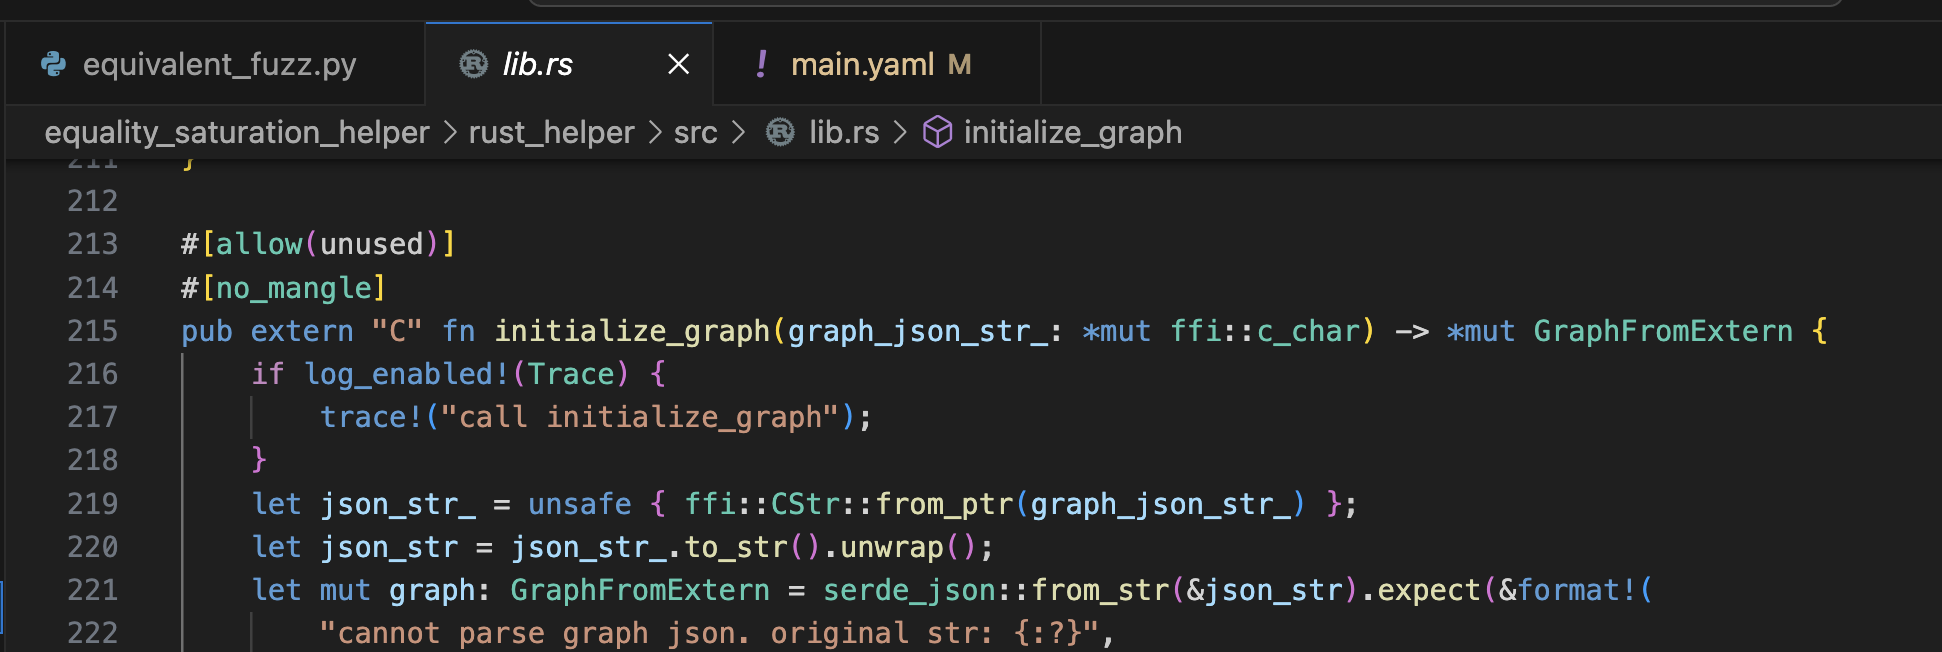 equivalent_fuzz.py lib.rs main.yaml M
equality_saturation_helper > rust_helper > src > lib.rs > initialize_graph
211 }
212
213 #[allow(unused)]
214 #[no_mangle]
215 pub extern "C" fn initialize_graph(graph_json_str_: *mut ffi::c_char) -> *mut GraphFromExtern {
216     if log_enabled!(Trace) {
217         trace!("call initialize_graph");
218     }
219     let json_str_ = unsafe { ffi::CStr::from_ptr(graph_json_str_) };
220     let json_str = json_str_.to_str().unwrap();
221     let mut graph: GraphFromExtern = serde_json::from_str(&json_str).expect(&format!(
222         "cannot parse graph json. original str: {:?}",